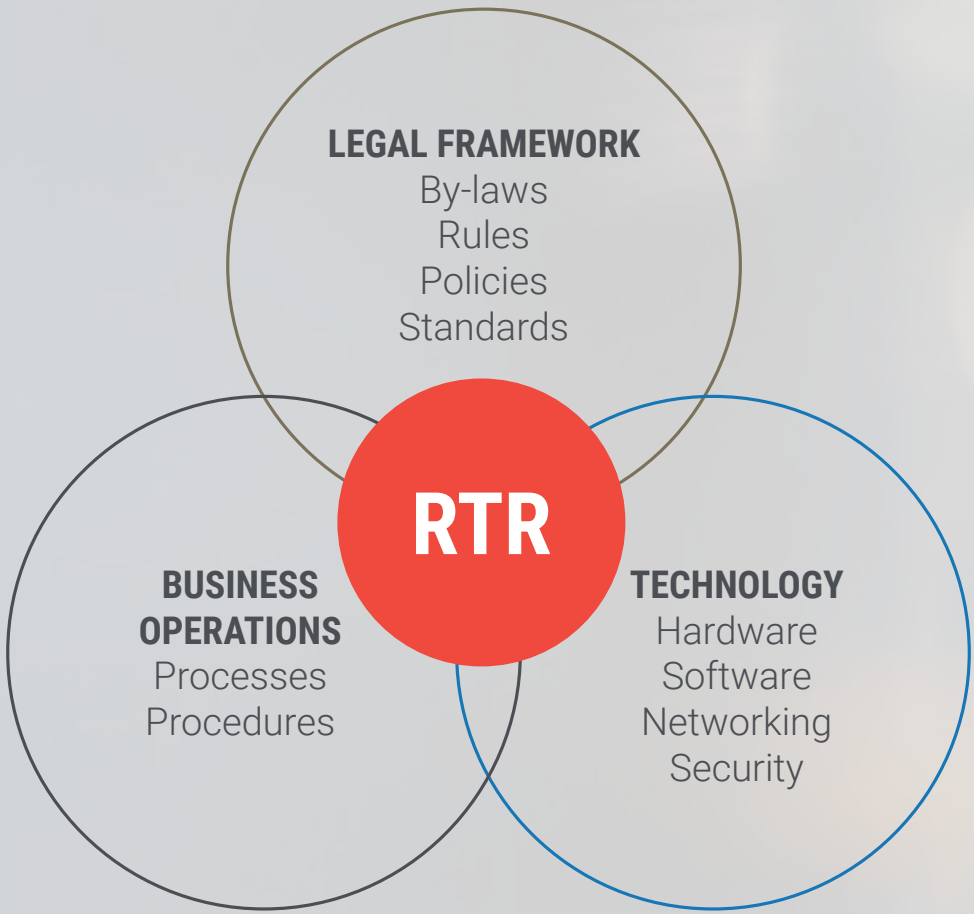 LEGAL FRAMEWORK
By-laws
Rules
Policies
Standards
RTR
BUSINESS
OPERATIONS
Processes
Procedures
TECHNOLOGY
Hardware
Software
Networking
Security